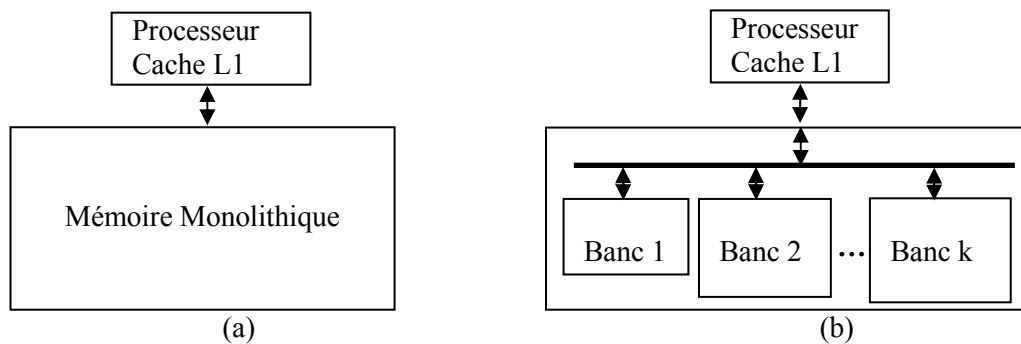 Processeur
Cache L1
Mémoire Monolithique
(a)
Processeur
Cache L1
Banc 1
Banc 2
...
Banc k
(b)